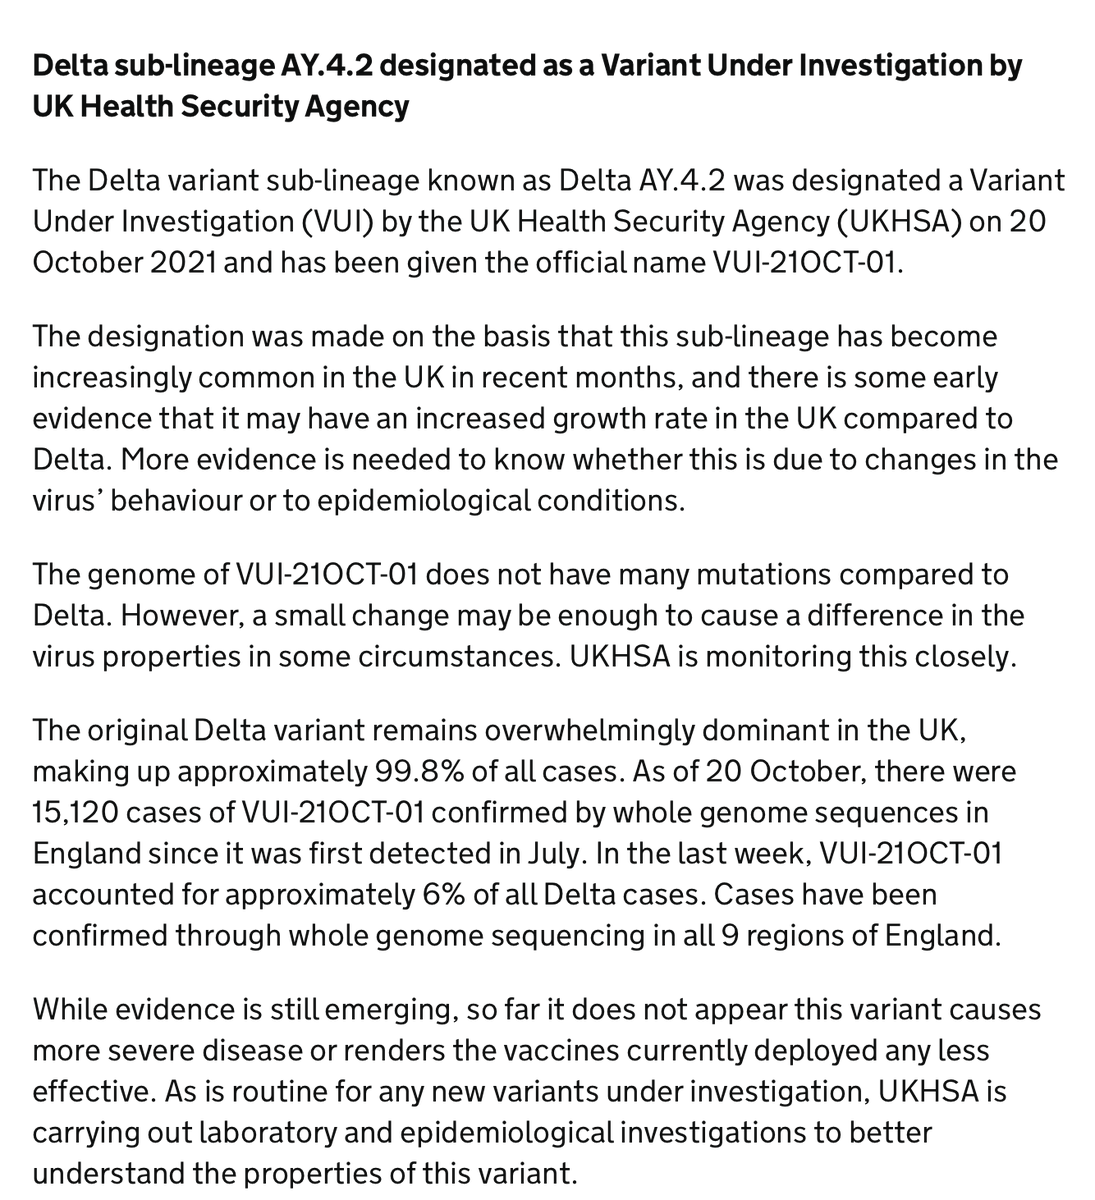 Delta sub-lineage AY.4.2 designated as a Variant Under Investigation by
UK Health Security Agency
The Delta variant sub-lineage known as Delta AY.4.2 was designated a Variant
Under Investigation (VUI) by the UK Health Security Agency (UKHSA) on 20
October 2021 and has been given the official name VUI-21OCT-01.
The designation was made on the basis that this sub-lineage has become
increasingly common in the UK in recent months, and there is some early
evidence that it may have an increased growth rate in the UK compared to
Delta. More evidence is needed to know whether this is due to changes in the
virus’ behaviour or to epidemiological conditions.
The genome of VUI-21OCT-01 does not have many mutations compared to
Delta. However, a small change may be enough to cause a difference in the
virus properties in some circumstances. UKHSA is monitoring this closely.
The original Delta variant remains overwhelmingly dominant in the UK,
making up approximately 99.8% of all cases. As of 20 October, there were
15,120 cases of VUI-21OCT-01 confirmed by whole genome sequences in
England since it was first detected in July. In the last week, VUI-21OCT-01
accounted for approximately 6% of all Delta cases. Cases have been
confirmed through whole genome sequencing in all 9 regions of England.
While evidence is still emerging, so far it does not appear this variant causes
more severe disease or renders the vaccines currently deployed any less
effective. As is routine for any new variants under investigation, UKHSA is
carrying out laboratory and epidemiological investigations to better
understand the properties of this variant.